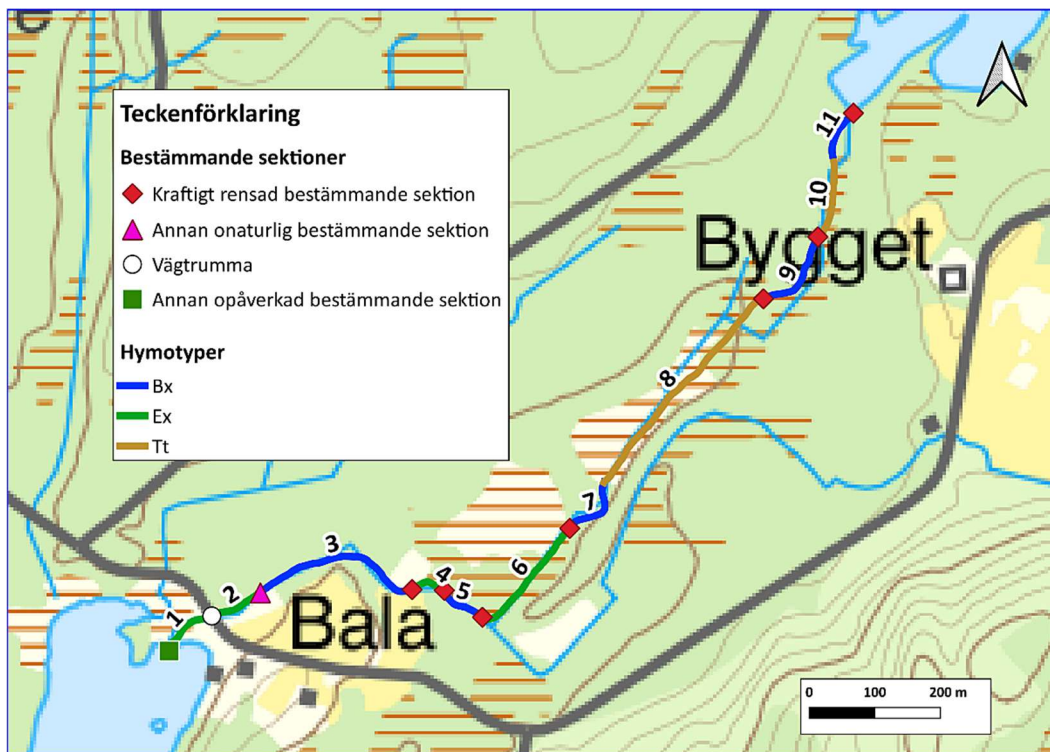 e
Teckenförklaring
Bestämmande sektioner
Kraftigt rensad bestämmande sektion
Annan onaturlig bestämmande sektion
Vägtrumma
Annan opåverkad bestämmande sektion
Hymotyper
Bx
Ex
Tt
11
10
Bygget
9
8
7
6
5
4
3
2
1
Bala
0 100 200 m